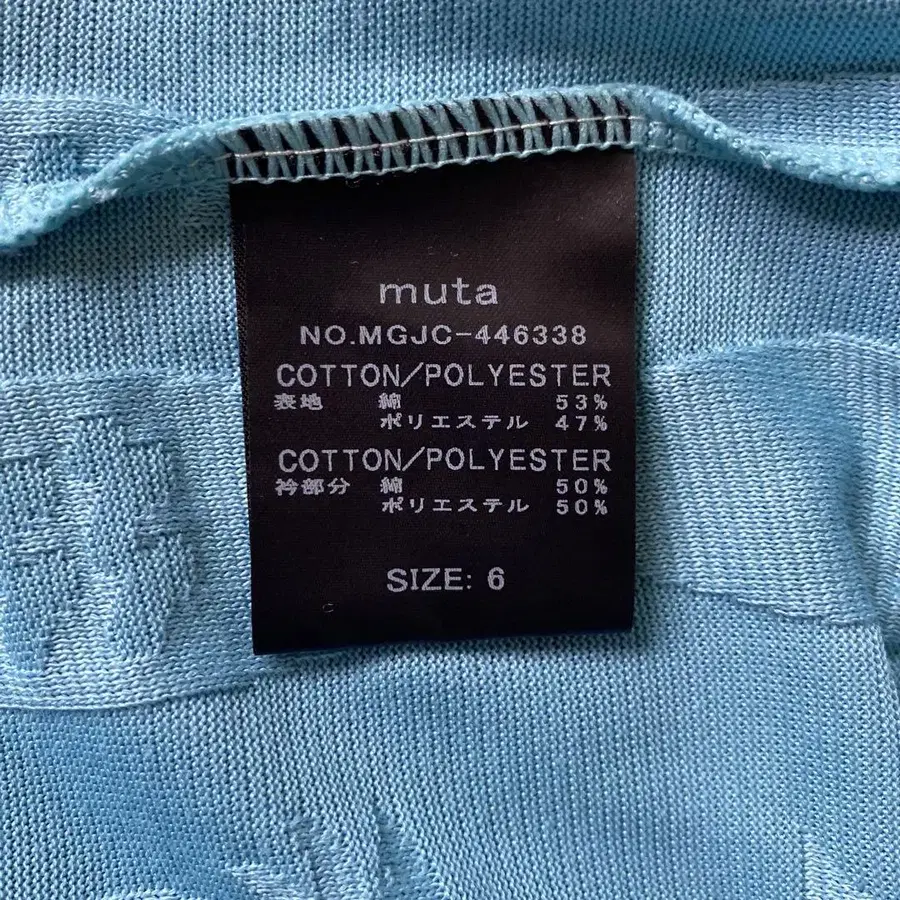 muta
NO.MGJC-446338
COTTON/POLYESTER
表地 綿 53%
ポリエステル 47%
COTTON/POLYESTER
衿部分 綿 50%
ポリエステル 50%
SIZE: 6